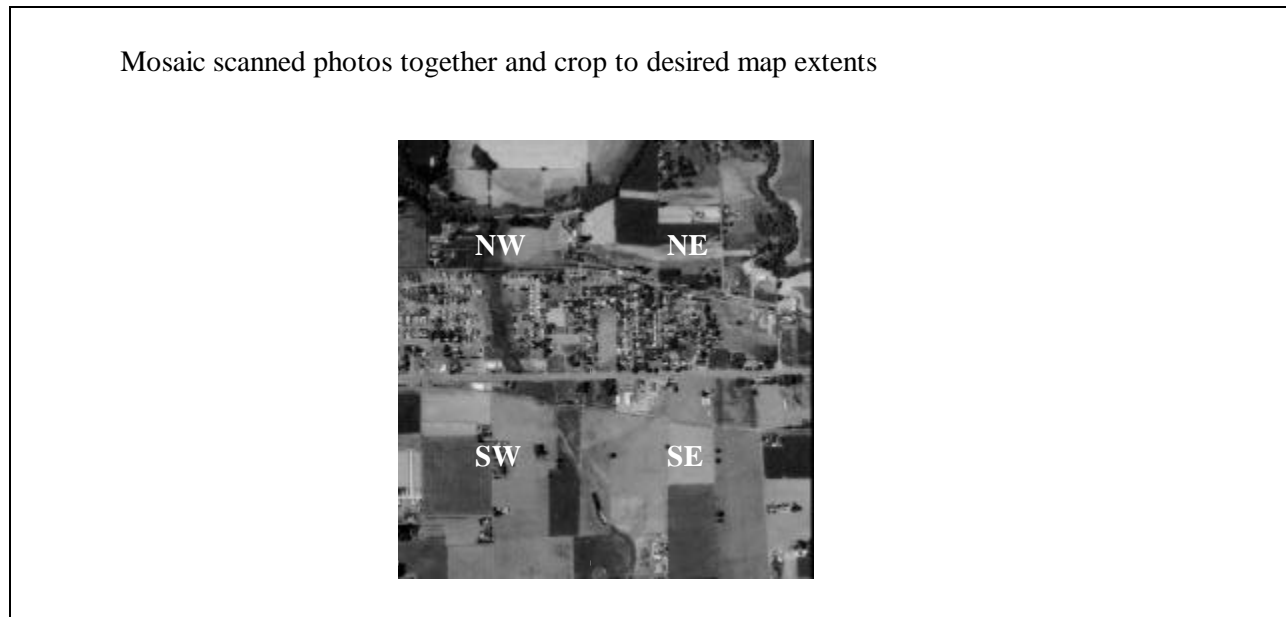 Mosaic scanned photos together and crop to desired map extents
NW NE
SW SE